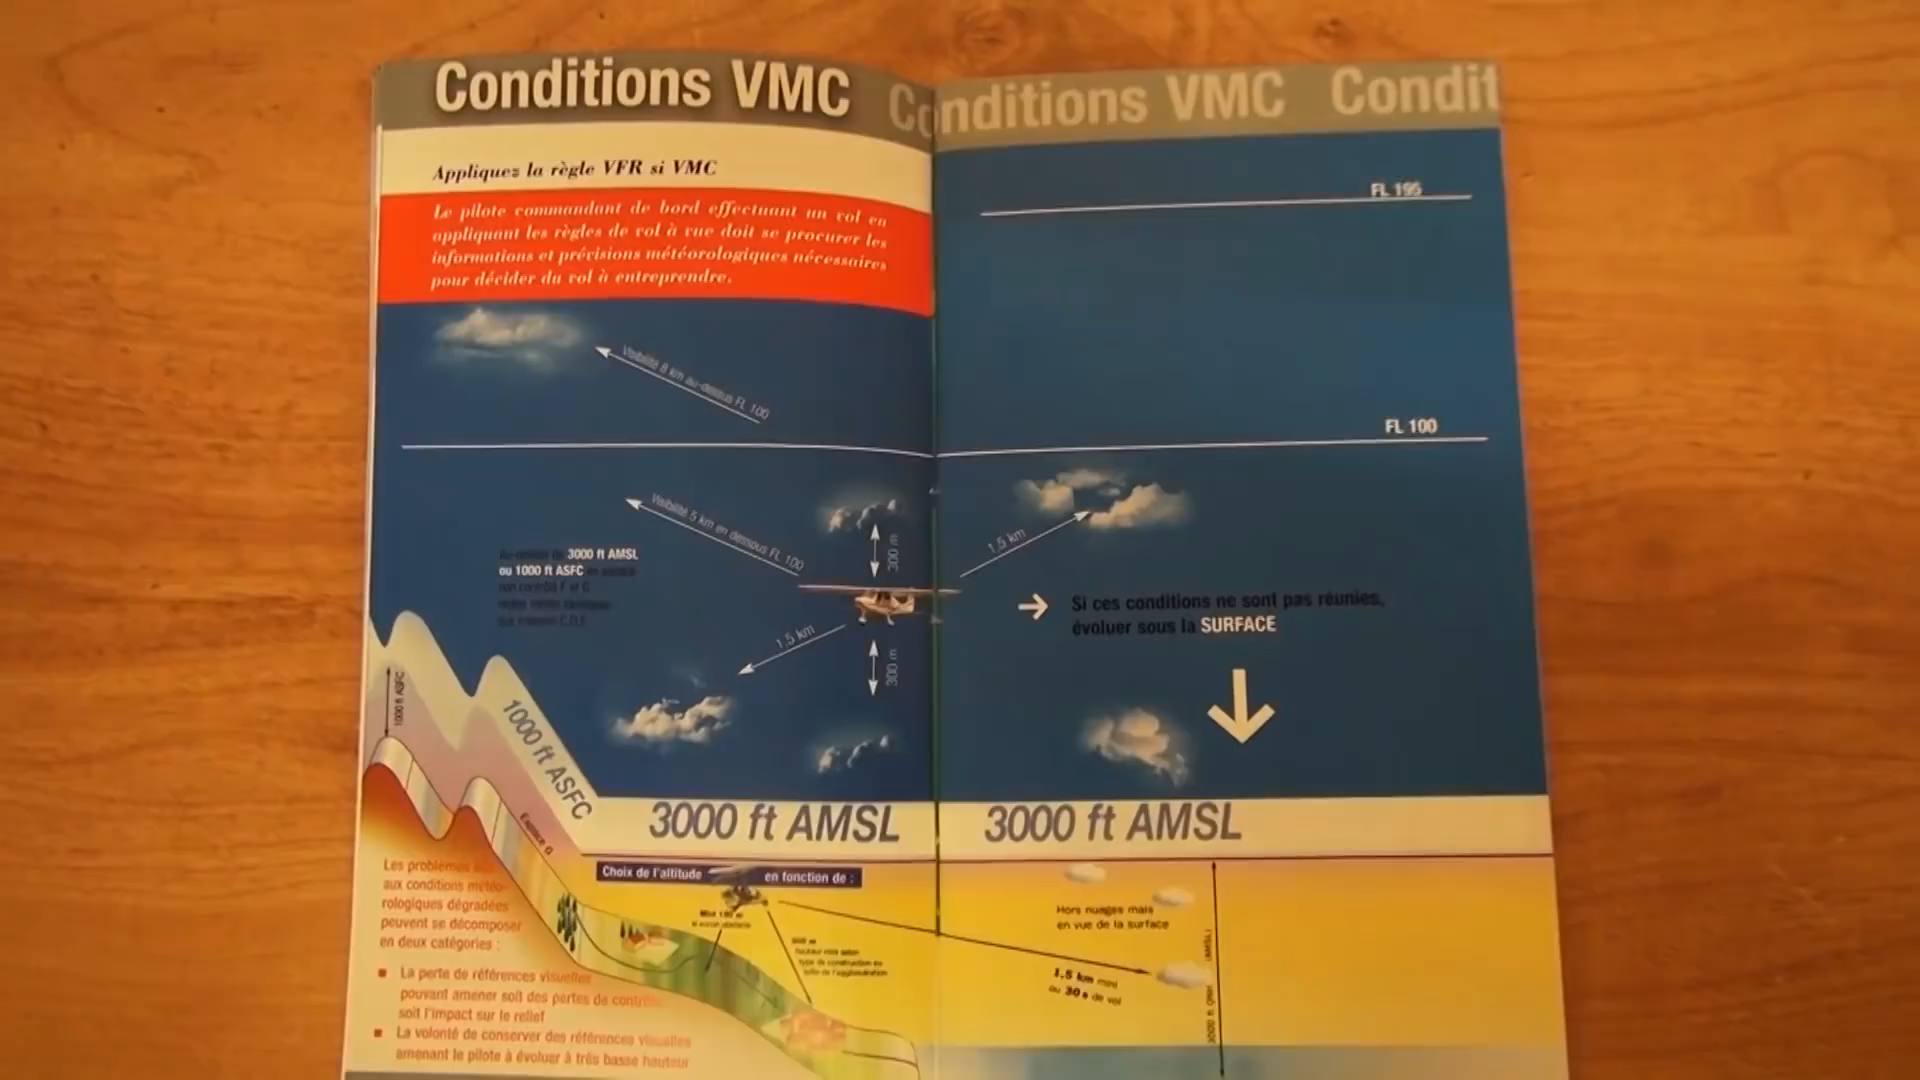 Conditions VMC
Conditions VMC Condit
Appliquez la règle VFR si VMC
Le pilote commandant de bord effectuant un vol en
appliquant les règles de vol à vue doit se procurer les
informations et prévisions météorologiques nécessaires
pour décider du vol à entreprendre.
FL 195
Visibilité 8 km au-dessus FL 100
FL 100
Visibilité 5 km en dessous FL 100
300 m
1,5 km
3000 ft AMSL
ou 1000 ft ASFC
1,5 km
300 m
Si ces conditions ne sont pas réunies,
évoluer sous la SURFACE
1000 ft ASFC
1000 ft ASFC
3000 ft AMSL
3000 ft AMSL
Espace G
Choix de l'altitude en fonction de :
Les problèmes
aux conditions météo-
rologiques dégradées
peuvent se décomposer
en deux catégories :
La perte de références visuelles
pouvant amener soit des pertes de contrôle
soit l'impact sur le relief
La volonté de conserver des références visuelles
amenant le pilote à évoluer à très basse hauteur
Hors nuages mais
en vue de la surface
1,5 km mini
ou 30 s de vol
3000 ft QNH (AMSL)